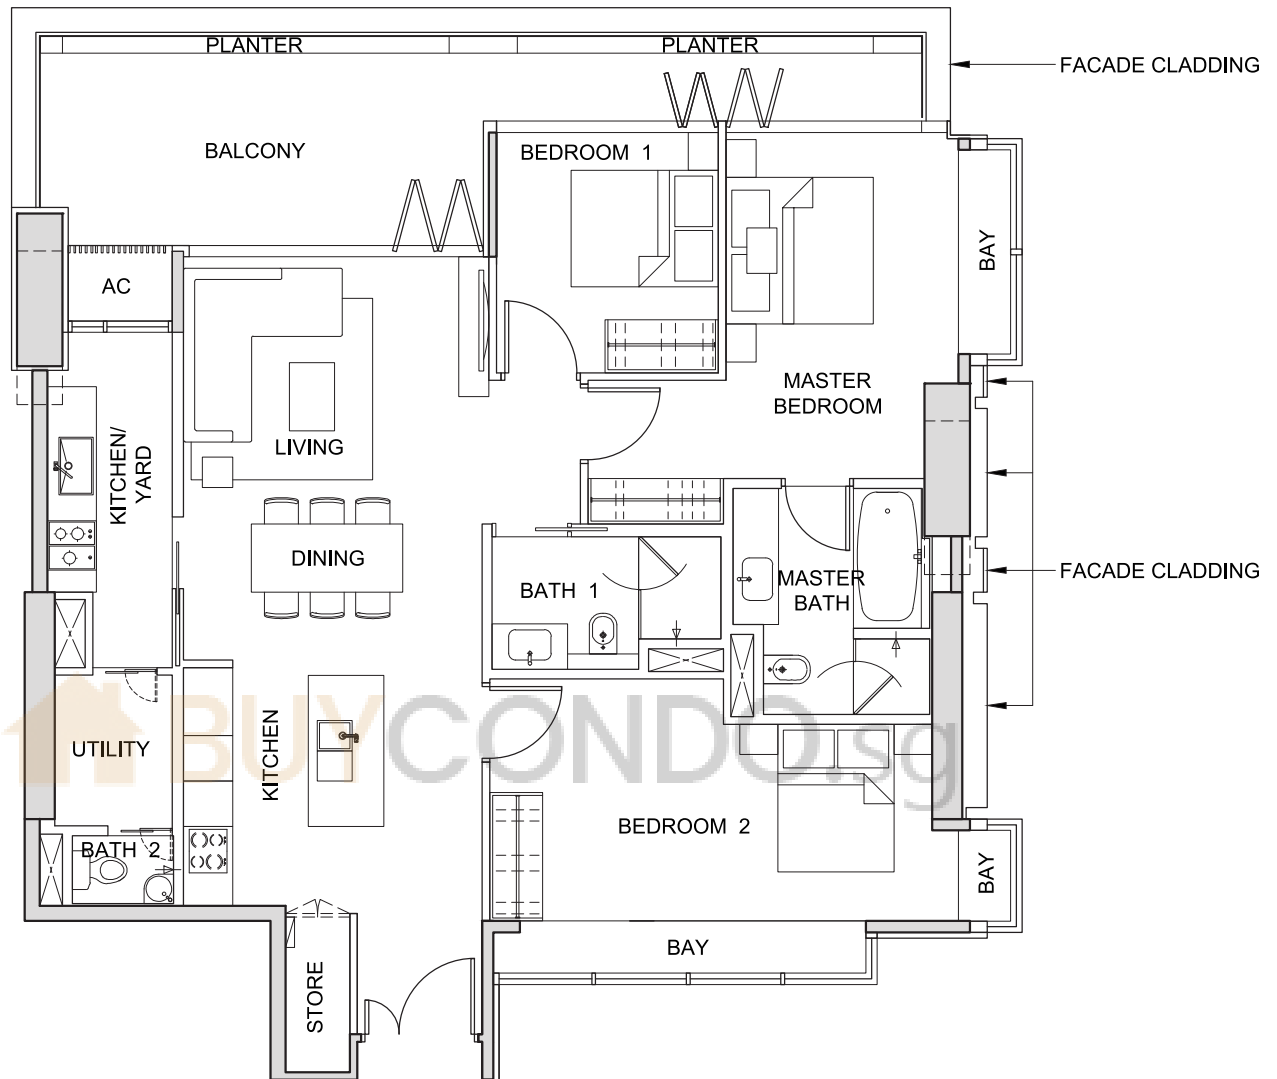 PLANTER
PLANTER
FACADE CLADDING
BALCONY
BEDROOM 1
BAY
AC
MASTER
BEDROOM
LIVING
KITCHEN/
YARD
DINING
BATH 1
MASTER
BATH
FACADE CLADDING
UTILITY
KITCHEN
BUYCONDO.sg
BEDROOM 2
BATH 2
BAY
BAY
STORE